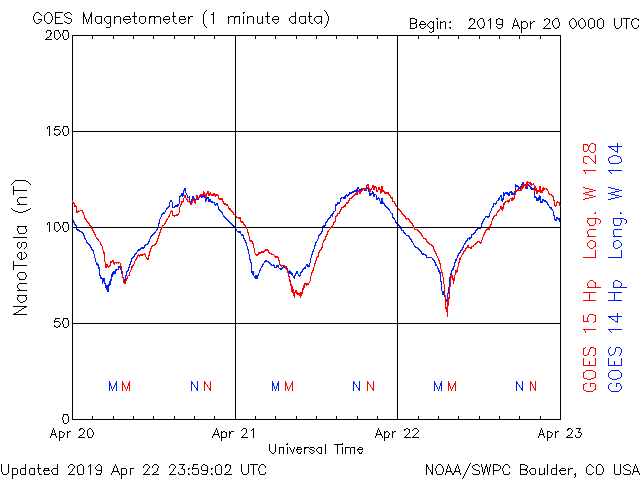 GOES Magnetometer (1 minute data)
Begin: 2019 Apr 20 0000 UTC
200
150
100
50
0
NanoTesla (nT)
M M N N M M N N M M N N
Apr 20 Apr 21 Apr 22 Apr 23
Universal Time
GOES 15 Hp Long. W 128
GOES 14 Hp Long. W 104
Updated 2019 Apr 22 23:59:02 UTC
NOAA/SWPC Boulder, CO USA